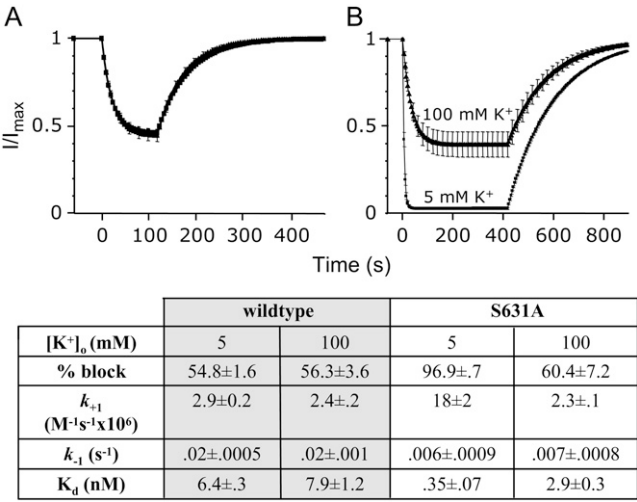 A
B
I/Imax
1
0.5
0
0 100 200 300 400
1
0.5
0
0 200 400 600 800
100 mM K+
5 mM K+
Time (s)
wildtype S631A
[K+]o (mM) 5 100 5 100
% block 54.8±1.6 56.3±3.6 96.9±.7 60.4±7.2
k+1 (M-1s-1x106) 2.9±0.2 2.4±.2 18±2 2.3±.1
k-1 (s-1) .02±.0005 .02±.001 .006±.0009 .007±.0008
Kd (nM) 6.4±.3 7.9±1.2 .35±.07 2.9±0.3